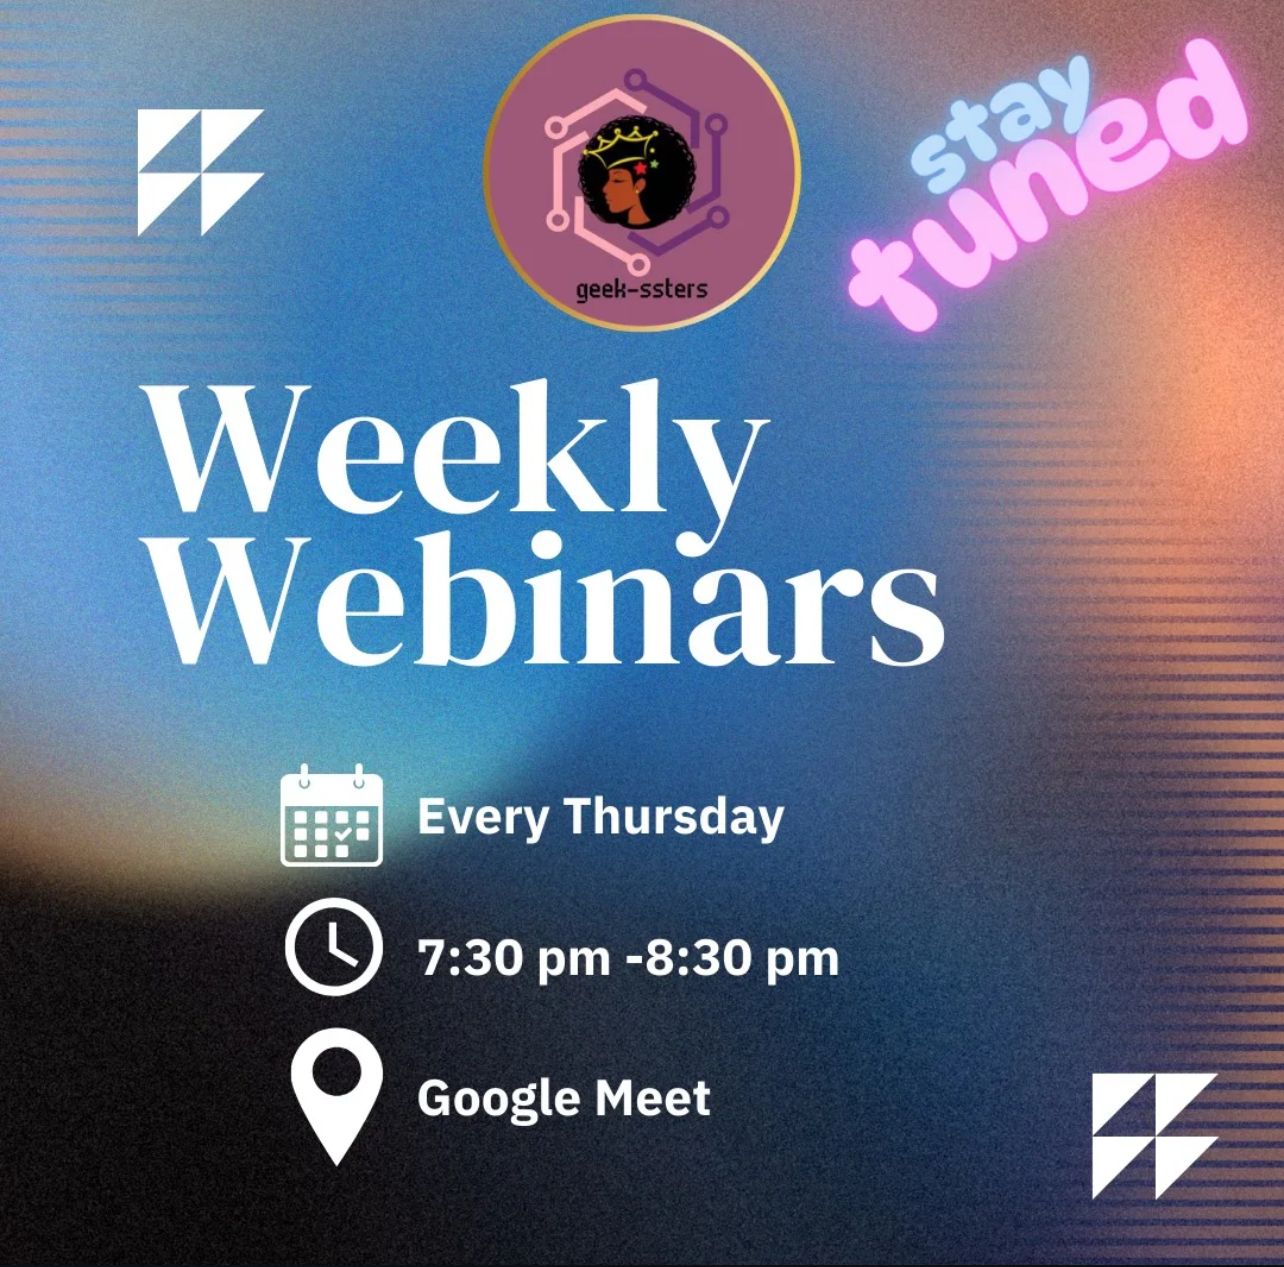 stay
tuned
geek-ssters
Weekly
Webinars
Every Thursday
7:30 pm -8:30 pm
Google Meet